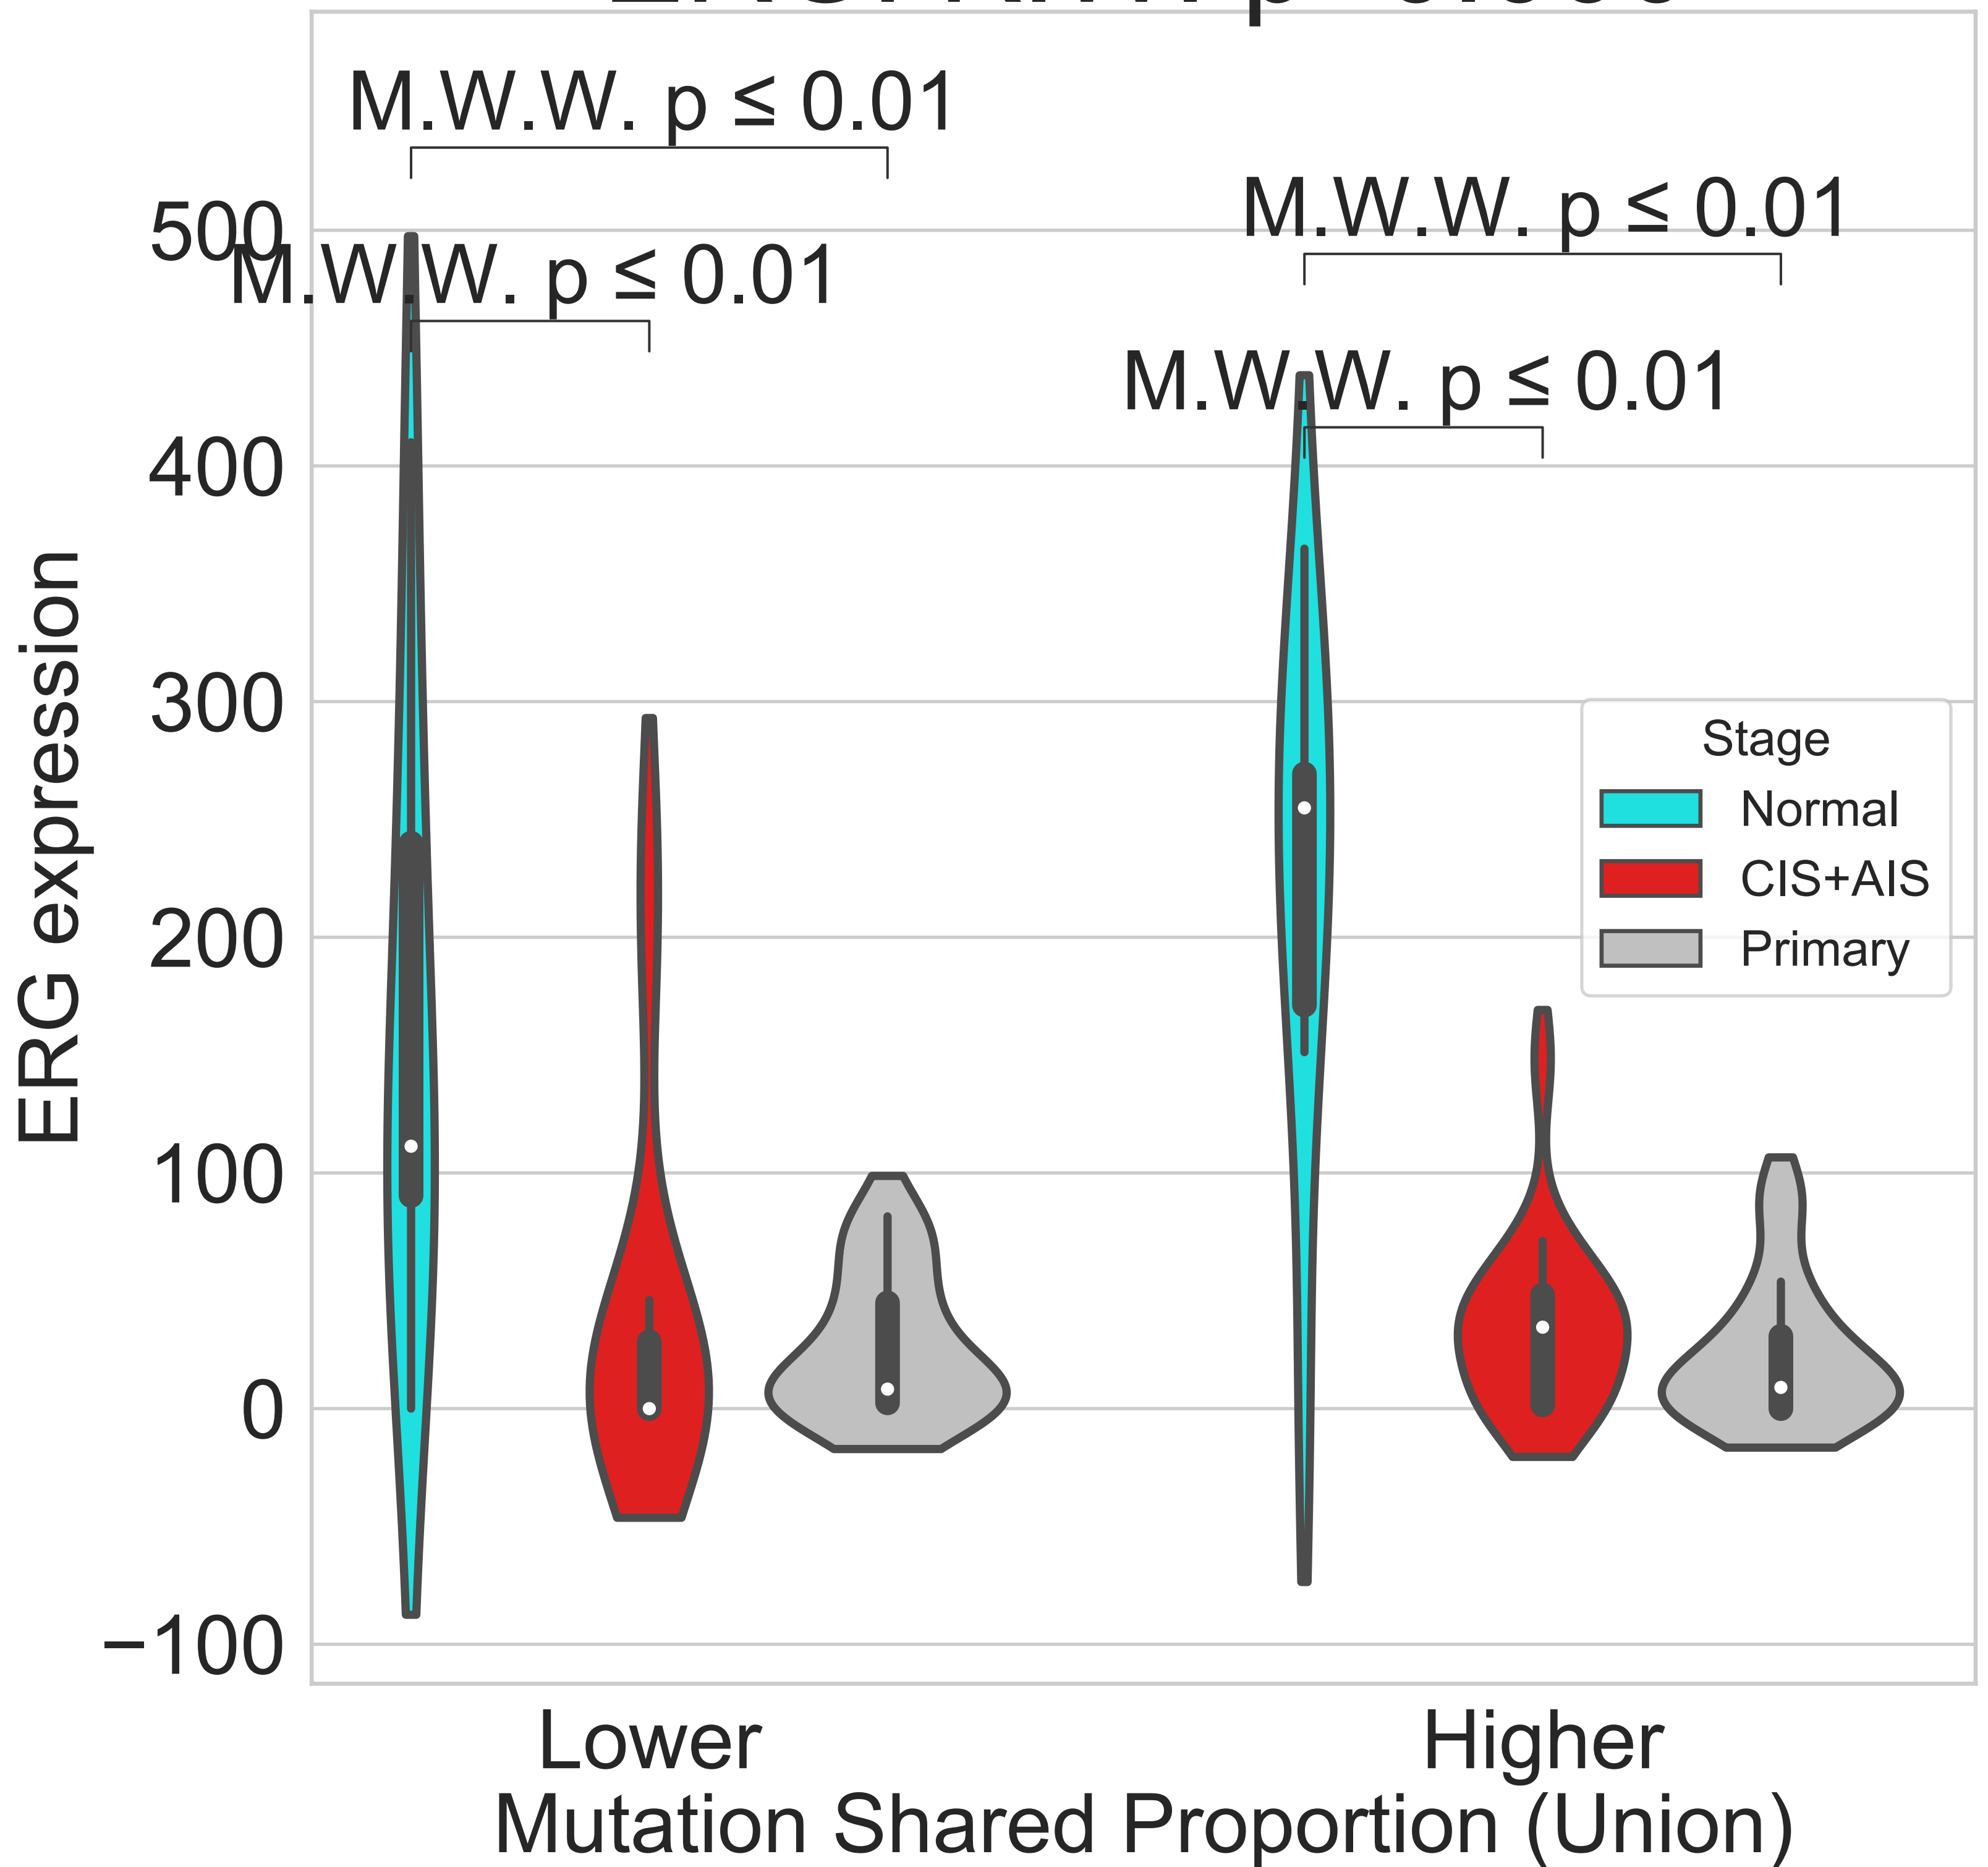 M.W.W. p ≤ 0.01
M.W.W. p ≤ 0.01
M.W.W. p ≤ 0.01
M.W.W. p ≤ 0.01
500
400
300
200
100
0
−100
ERG expression
Stage
Normal
CIS+AIS
Primary
Lower
Higher
Mutation Shared Proportion (Union)